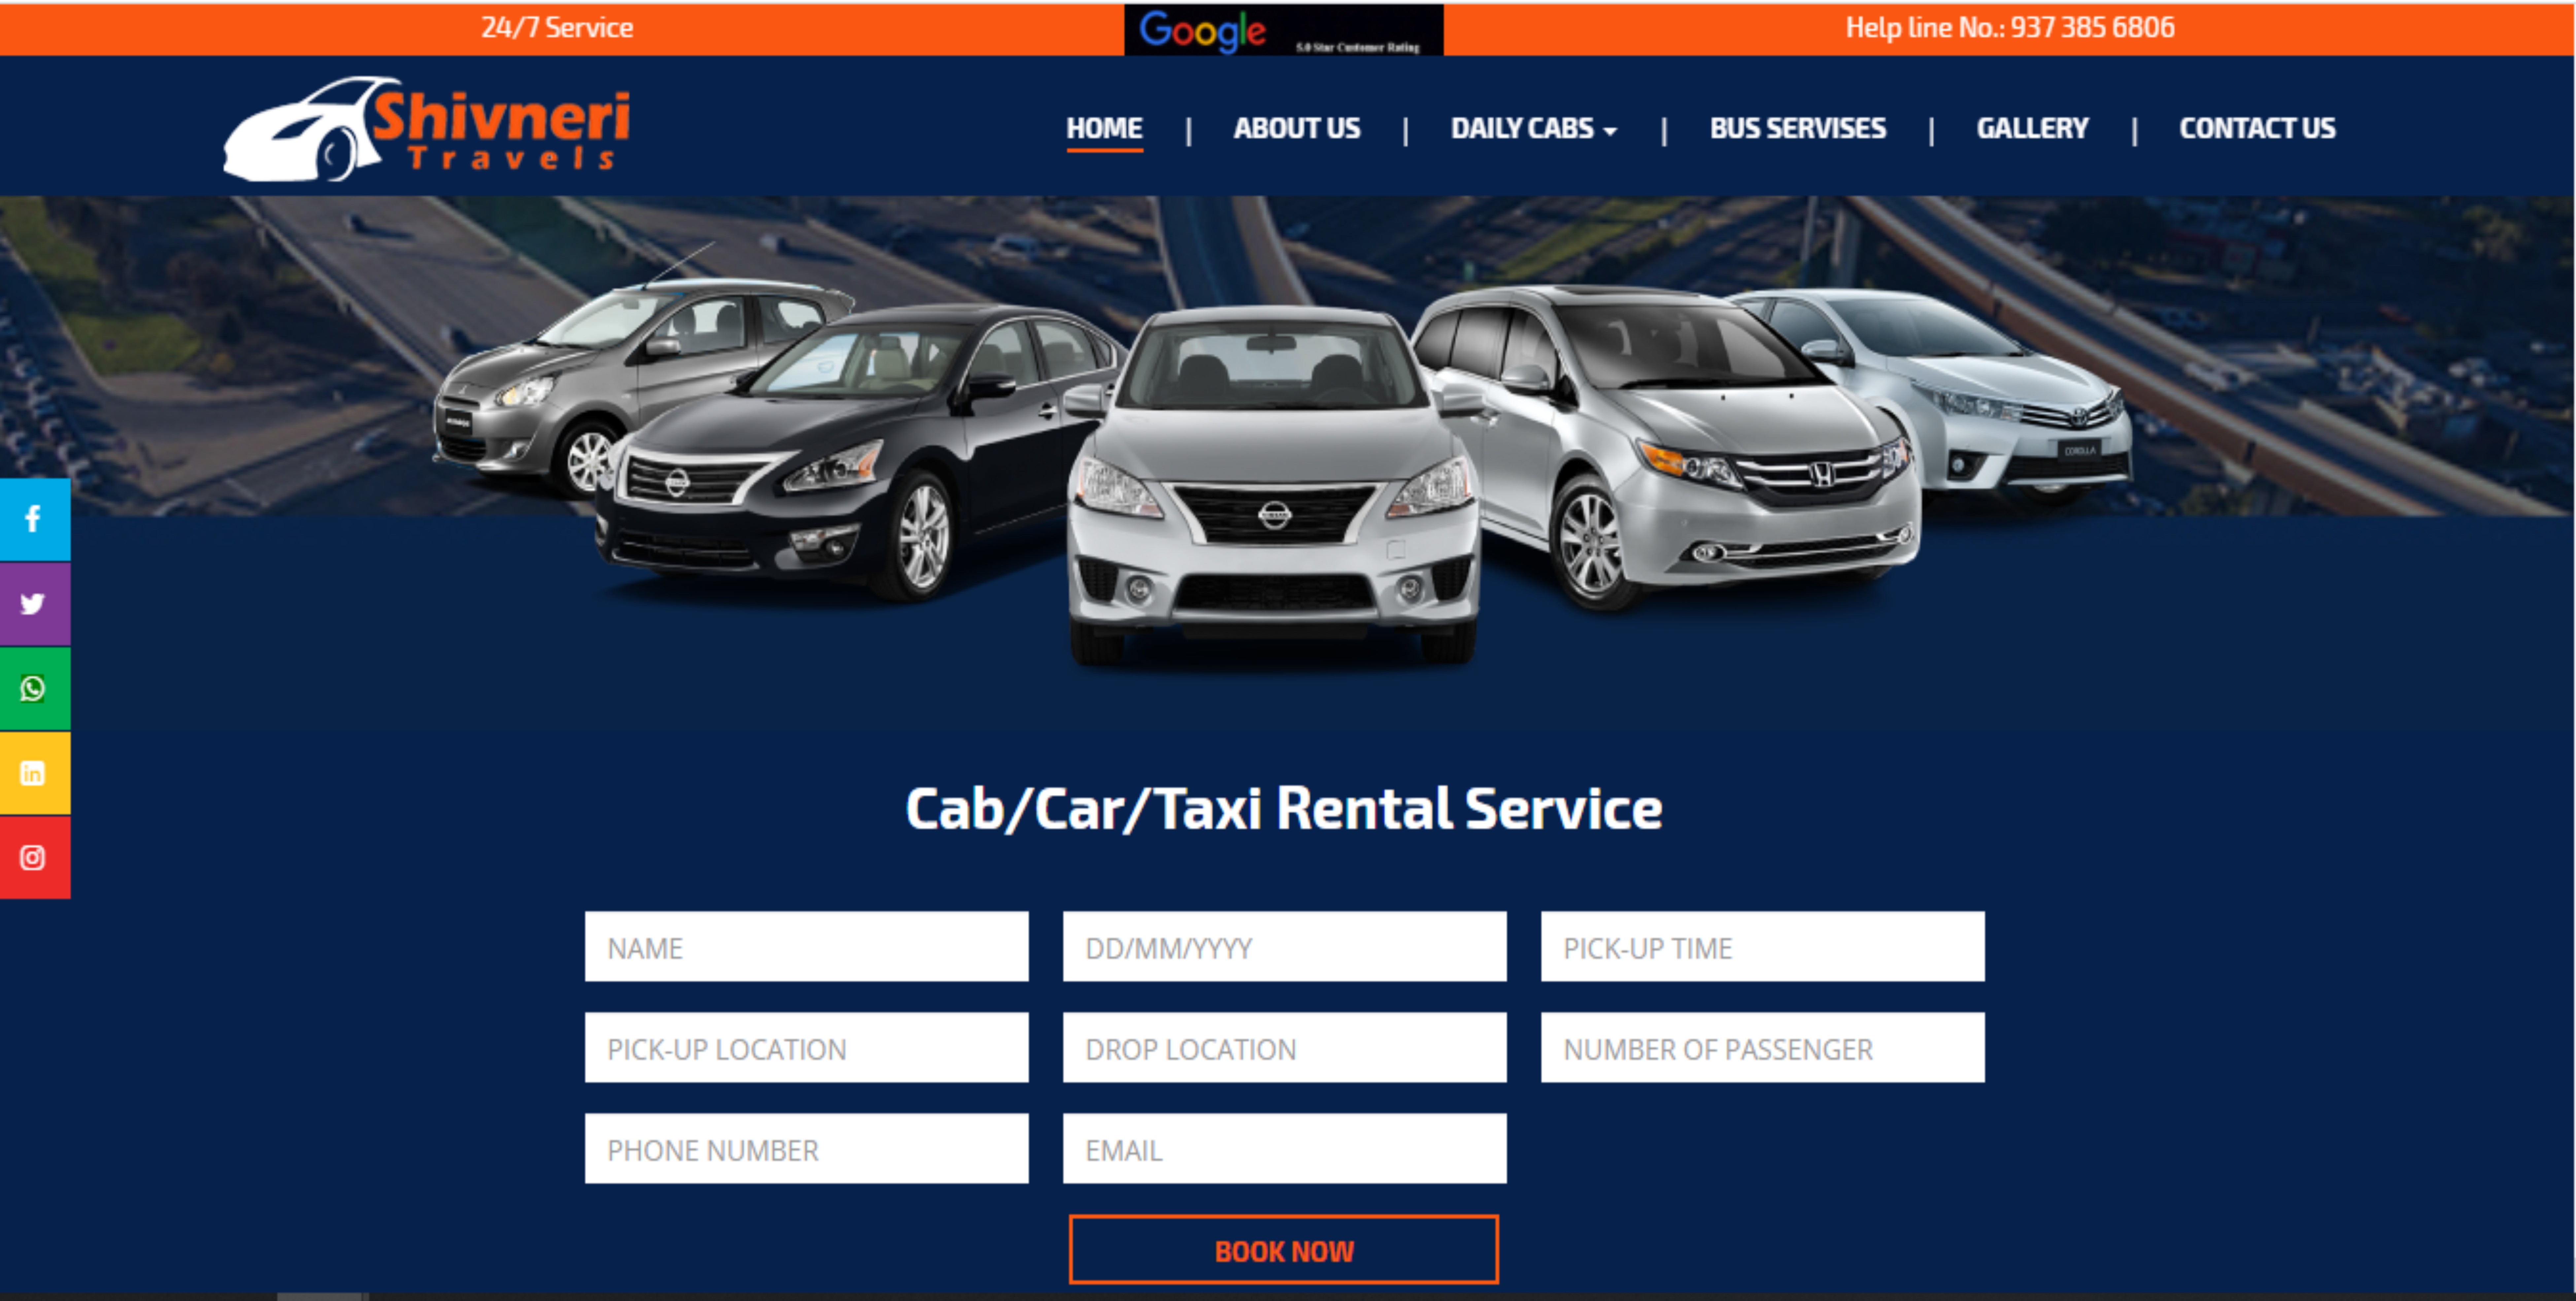 24/7 Service
Google
5.0 Star Customer Rating
Help line No.: 937 385 6806
Shivneri
Travels
HOME | ABOUT US | DAILY CABS | BUS SERVISES | GALLERY | CONTACT US
COROLLA
Cab/Car/Taxi Rental Service
NAME
DD/MM/YYYY
PICK-UP TIME
PICK-UP LOCATION
DROP LOCATION
NUMBER OF PASSENGER
PHONE NUMBER
EMAIL
BOOK NOW